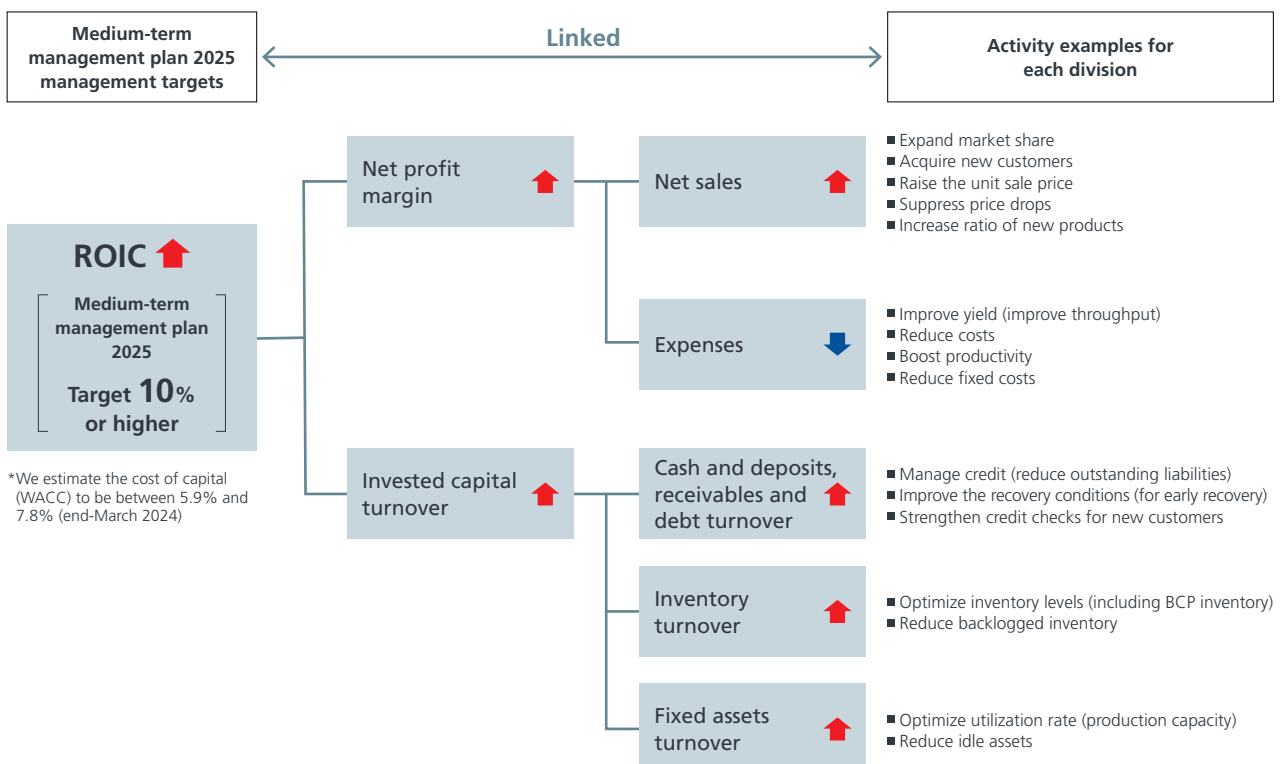 Medium-term
management plan 2025
management targets
Linked
Activity examples for
each division
ROIC
Medium-term
management plan
2025
Target 10%
or higher
*We estimate the cost of capital
(WACC) to be between 5.9% and
7.8% (end-March 2024)
Net profit
margin
Net sales
■ Expand market share
■ Acquire new customers
■ Raise the unit sale price
■ Suppress price drops
■ Increase ratio of new products
Expenses
■ Improve yield (improve throughput)
■ Reduce costs
■ Boost productivity
■ Reduce fixed costs
Invested capital
turnover
Cash and deposits,
receivables and
debt turnover
■ Manage credit (reduce outstanding liabilities)
■ Improve the recovery conditions (for early recovery)
■ Strengthen credit checks for new customers
Inventory
turnover
■ Optimize inventory levels (including BCP inventory)
■ Reduce backlogged inventory
Fixed assets
turnover
■ Optimize utilization rate (production capacity)
■ Reduce idle assets